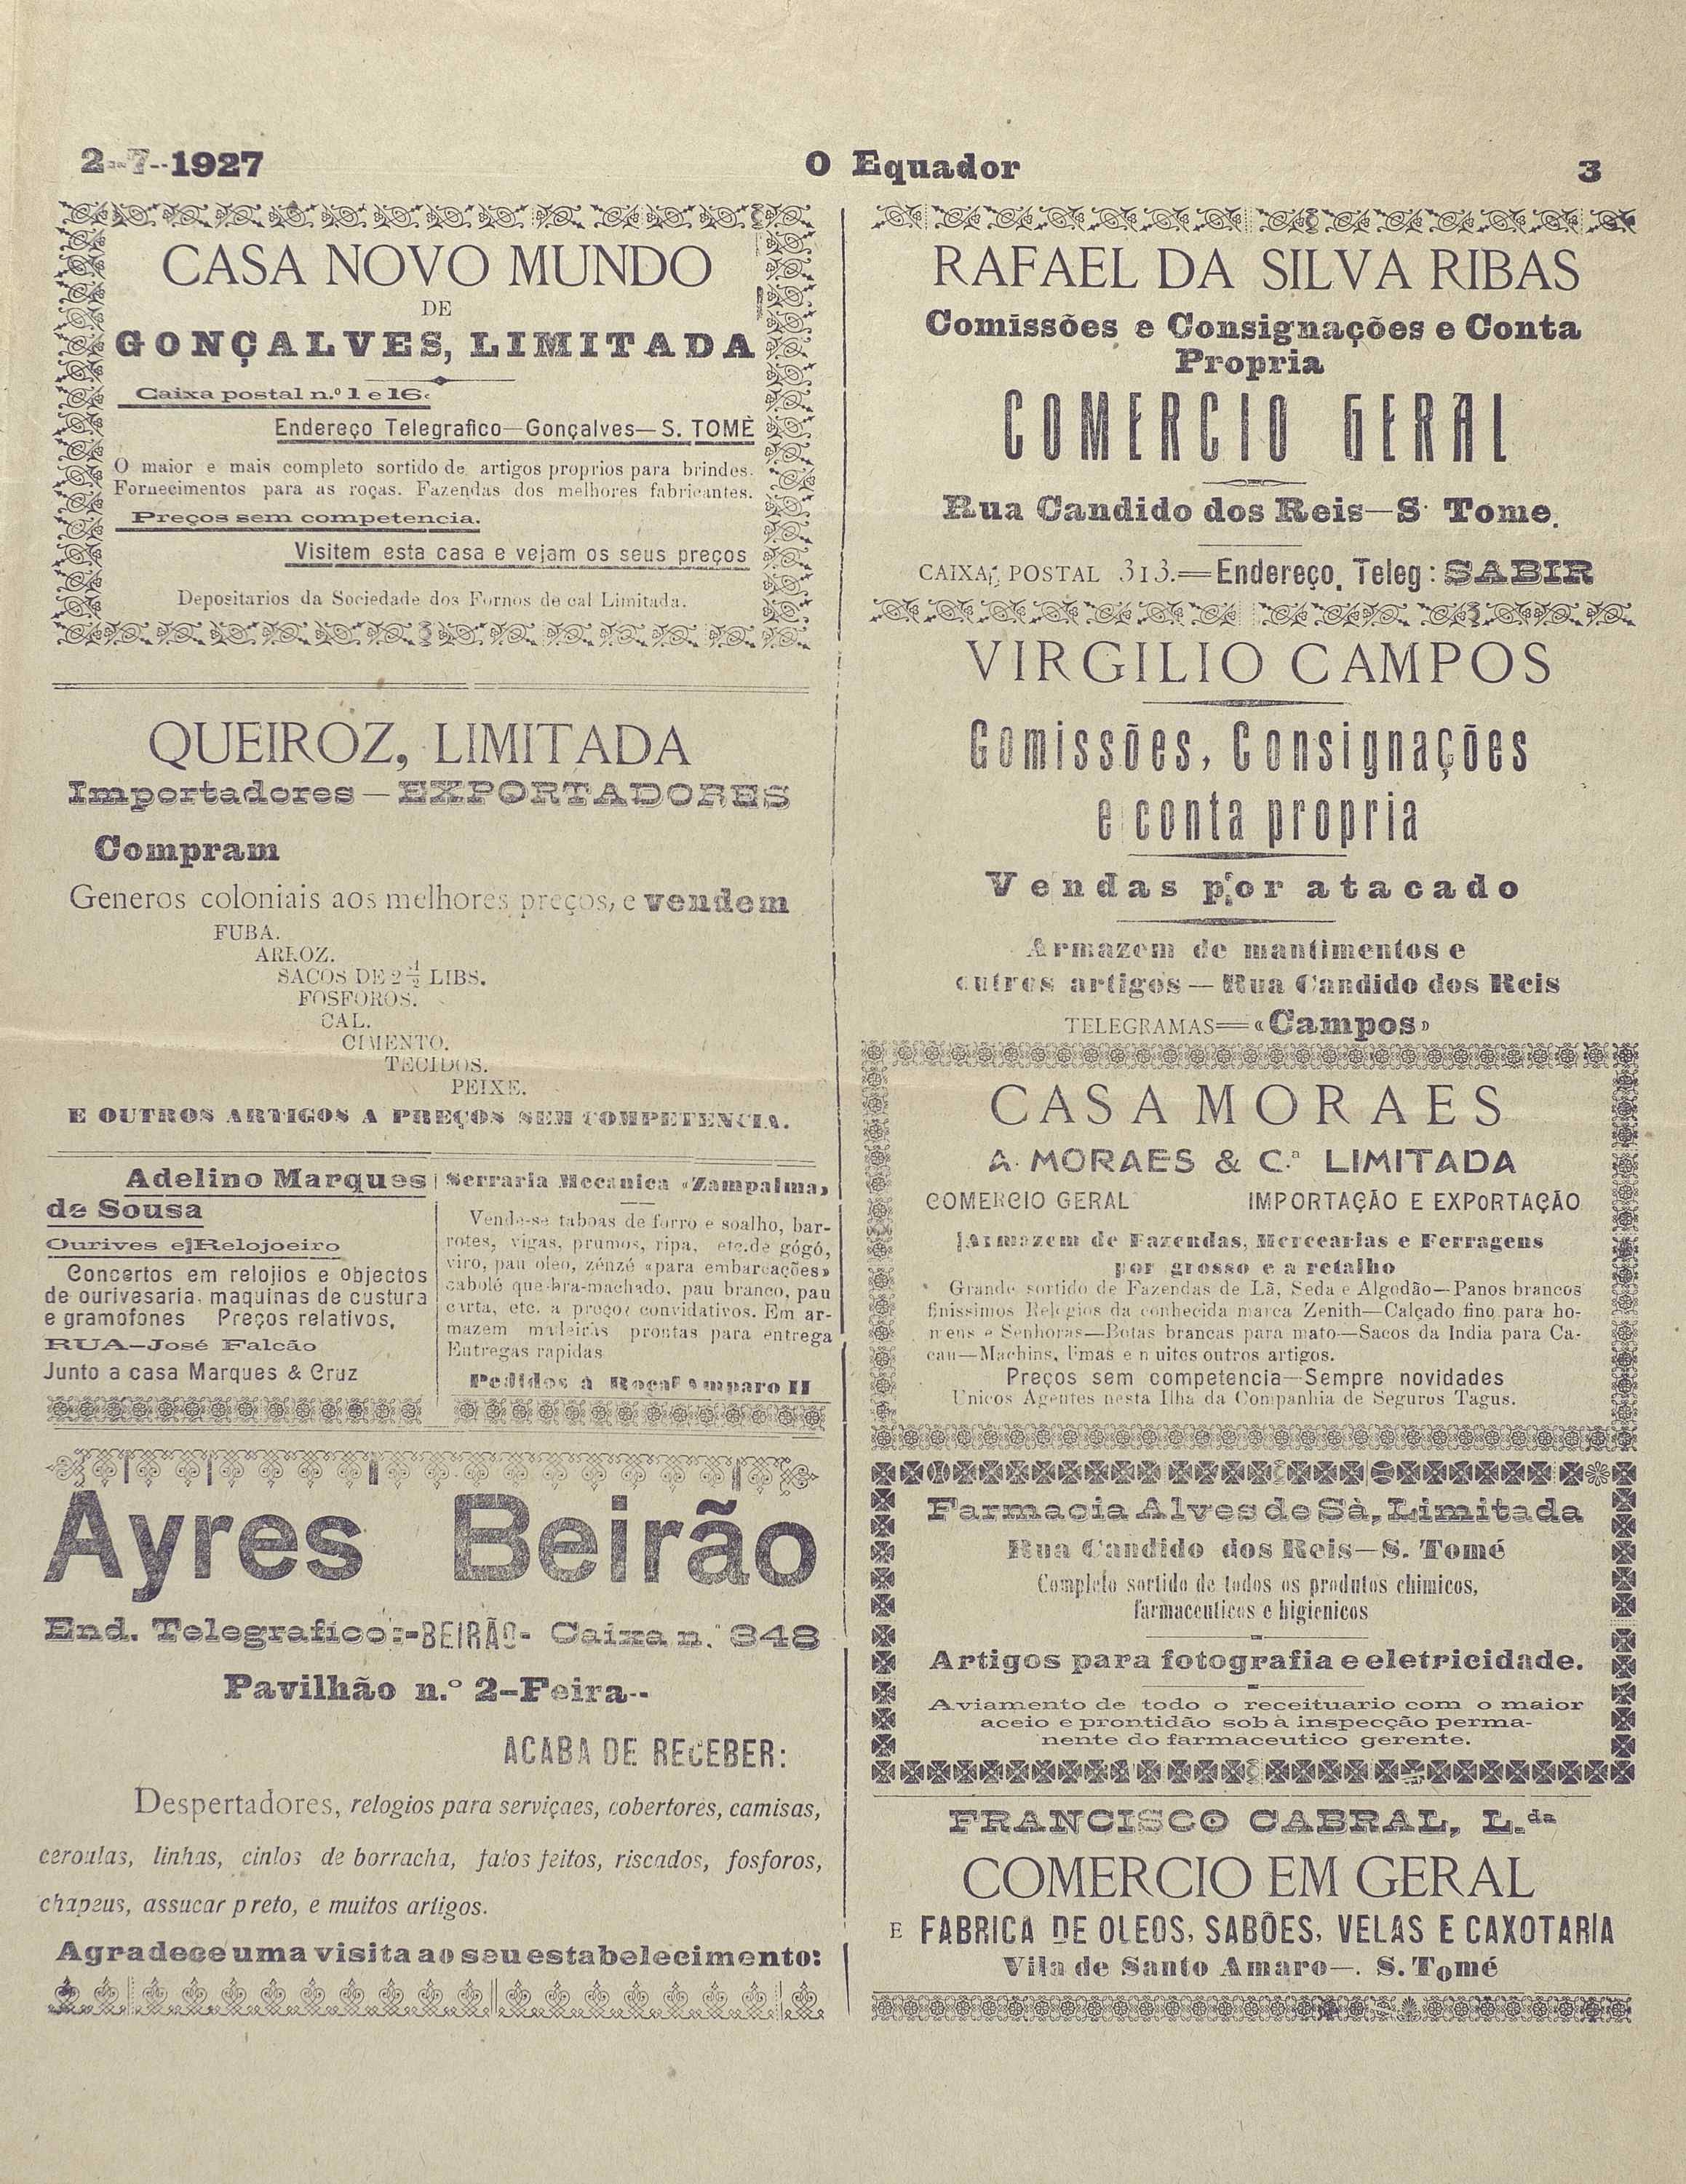 2--7--1927
O Equador
3
CASA NOVO MUNDO
DE
GONÇALVES, LIMITADA
Caixa postal n.º 1 e 16.
Endereço Telegrafico—Gonçalves—S. TOMÈ
O maior e mais completo sortido de artigos proprios para brindes.
Fornecimentos para as roças. Fazendas dos melhores fabricantes.
Preços sem competencia.
Visitem esta casa e vejam os seus preços
Depositarios da Sociedade dos Fornos de cal Limitada.
QUEIROZ, LIMITADA
Importadores — EXPORTADORES
Compram
Generos coloniais aos melhores preços, e vendem
FUBA.
ARROZ.
SACOS DE 2 ½ LIBS.
FOSFOROS.
CAL.
CIMENTO.
TECIDOS.
PEIXE.
E OUTROS ARTIGOS A PREÇOS SEM COMPETENCIA.
Adelino Marques
de Sousa
Ourives e Relojoeiro
Concertos em relojios e objectos
de ourivesaria, maquinas de custura
e gramofones Preços relativos,
RUA—José Falcão
Junto a casa Marques & Cruz
Serraria Mecanica «Zampalma»
Vende-se taboas de forro e soalho, bar-
rotes, vigas, prumos, ripa, etc. de gógó,
viro, pau oleo, zénzé «para embarcações»
cabolé que-bra-machado, pau branco, pau
carta, etc. a preços convidativos. Em ar-
mazem madeiras prontas para entrega
Entregas rapidas
Pedidos á Roça Amparo II
Ayres Beirão
End. Telegrafico:-BEIRÃO- Caixa n.º 348
Pavilhão n.º 2-Feira--
ACABA DE RECEBER:
Despertadores, relogios para serviçaes, cobertores, camisas,
ceroulas, linhas, cintos de borracha, fatos feitos, riscados, fosforos,
chapeus, assucar preto, e muitos artigos.
Agradece uma visita ao seu estabelecimento:
RAFAEL DA SILVA RIBAS
Comissões e Consignações e Conta
Propria
COMERCIO GERAL
Rua Candido dos Reis—S. Tome.
CAIXA POSTAL 313.—Endereço, Teleg: SABIR
VIRGILIO CAMPOS
Gomissões, Consignações
e conta propria
Vendas por atacado
Armazem de mantimentos e
outros artigos — Rua Candido dos Reis
TELEGRAMAS=«Campos»
CASA MORAES
A. MORAES & C.ª LIMITADA
COMERCIO GERAL IMPORTAÇÃO E EXPORTAÇÃO
Armazem de Fazendas, Mercearias e Ferragens
por grosso e a retalho
Grande sortido de Fazendas de Lã, Seda e Algodão—Panos brancos
finissimos Relogios da conhecida marca Zenith—Calçado fino para ho-
mens e Senhoras—Botas brancas para mato—Sacos da India para Ca-
cau—Machins, Limas e muitos outros artigos.
Preços sem competencia—Sempre novidades
Unicos Agentes nesta Ilha da Companhia de Seguros Tagus.
Farmacia Alves de Sà, Limitada
Rua Candido dos Reis—S. Tomé
Completo sortido de todos os produtos chimicos,
farmaceuticos e higienicos
Artigos para fotografia e eletricidade.
Aviamento de todo o receituario com o maior
aceio e prontidão sob à inspecção perma-
nente do farmaceutico gerente.
FRANCISCO CABRAL, L.da
COMERCIO EM GERAL
E FABRICA DE OLEOS, SABÕES, VELAS E CAXOTARIA
Vila de Santo Amaro—. S. Tomé